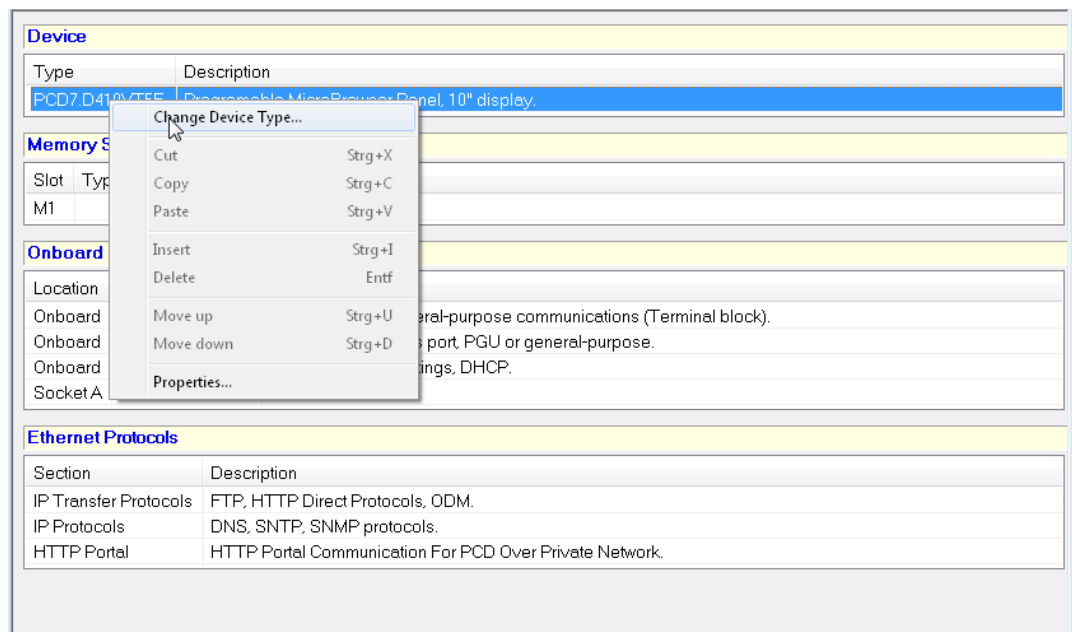 Device
Type Description
PCD7.D410VT5F Programable MicroBrowser Panel, 10" display.
Change Device Type...
Memory S
Cut Strg+X
Slot Typ
Copy Strg+C
M1
Paste Strg+V
Onboard
Insert Strg+I
Delete Entf
Location
Onboard
Move up Strg+U
eral-purpose communications (Terminal block).
Onboard
Move down Strg+D
s port, PGU or general-purpose.
Onboard
ings, DHCP.
Properties...
Socket A
Ethernet Protocols
Section Description
IP Transfer Protocols FTP, HTTP Direct Protocols, ODM.
IP Protocols DNS, SNTP, SNMP protocols.
HTTP Portal HTTP Portal Communication For PCD Over Private Network.